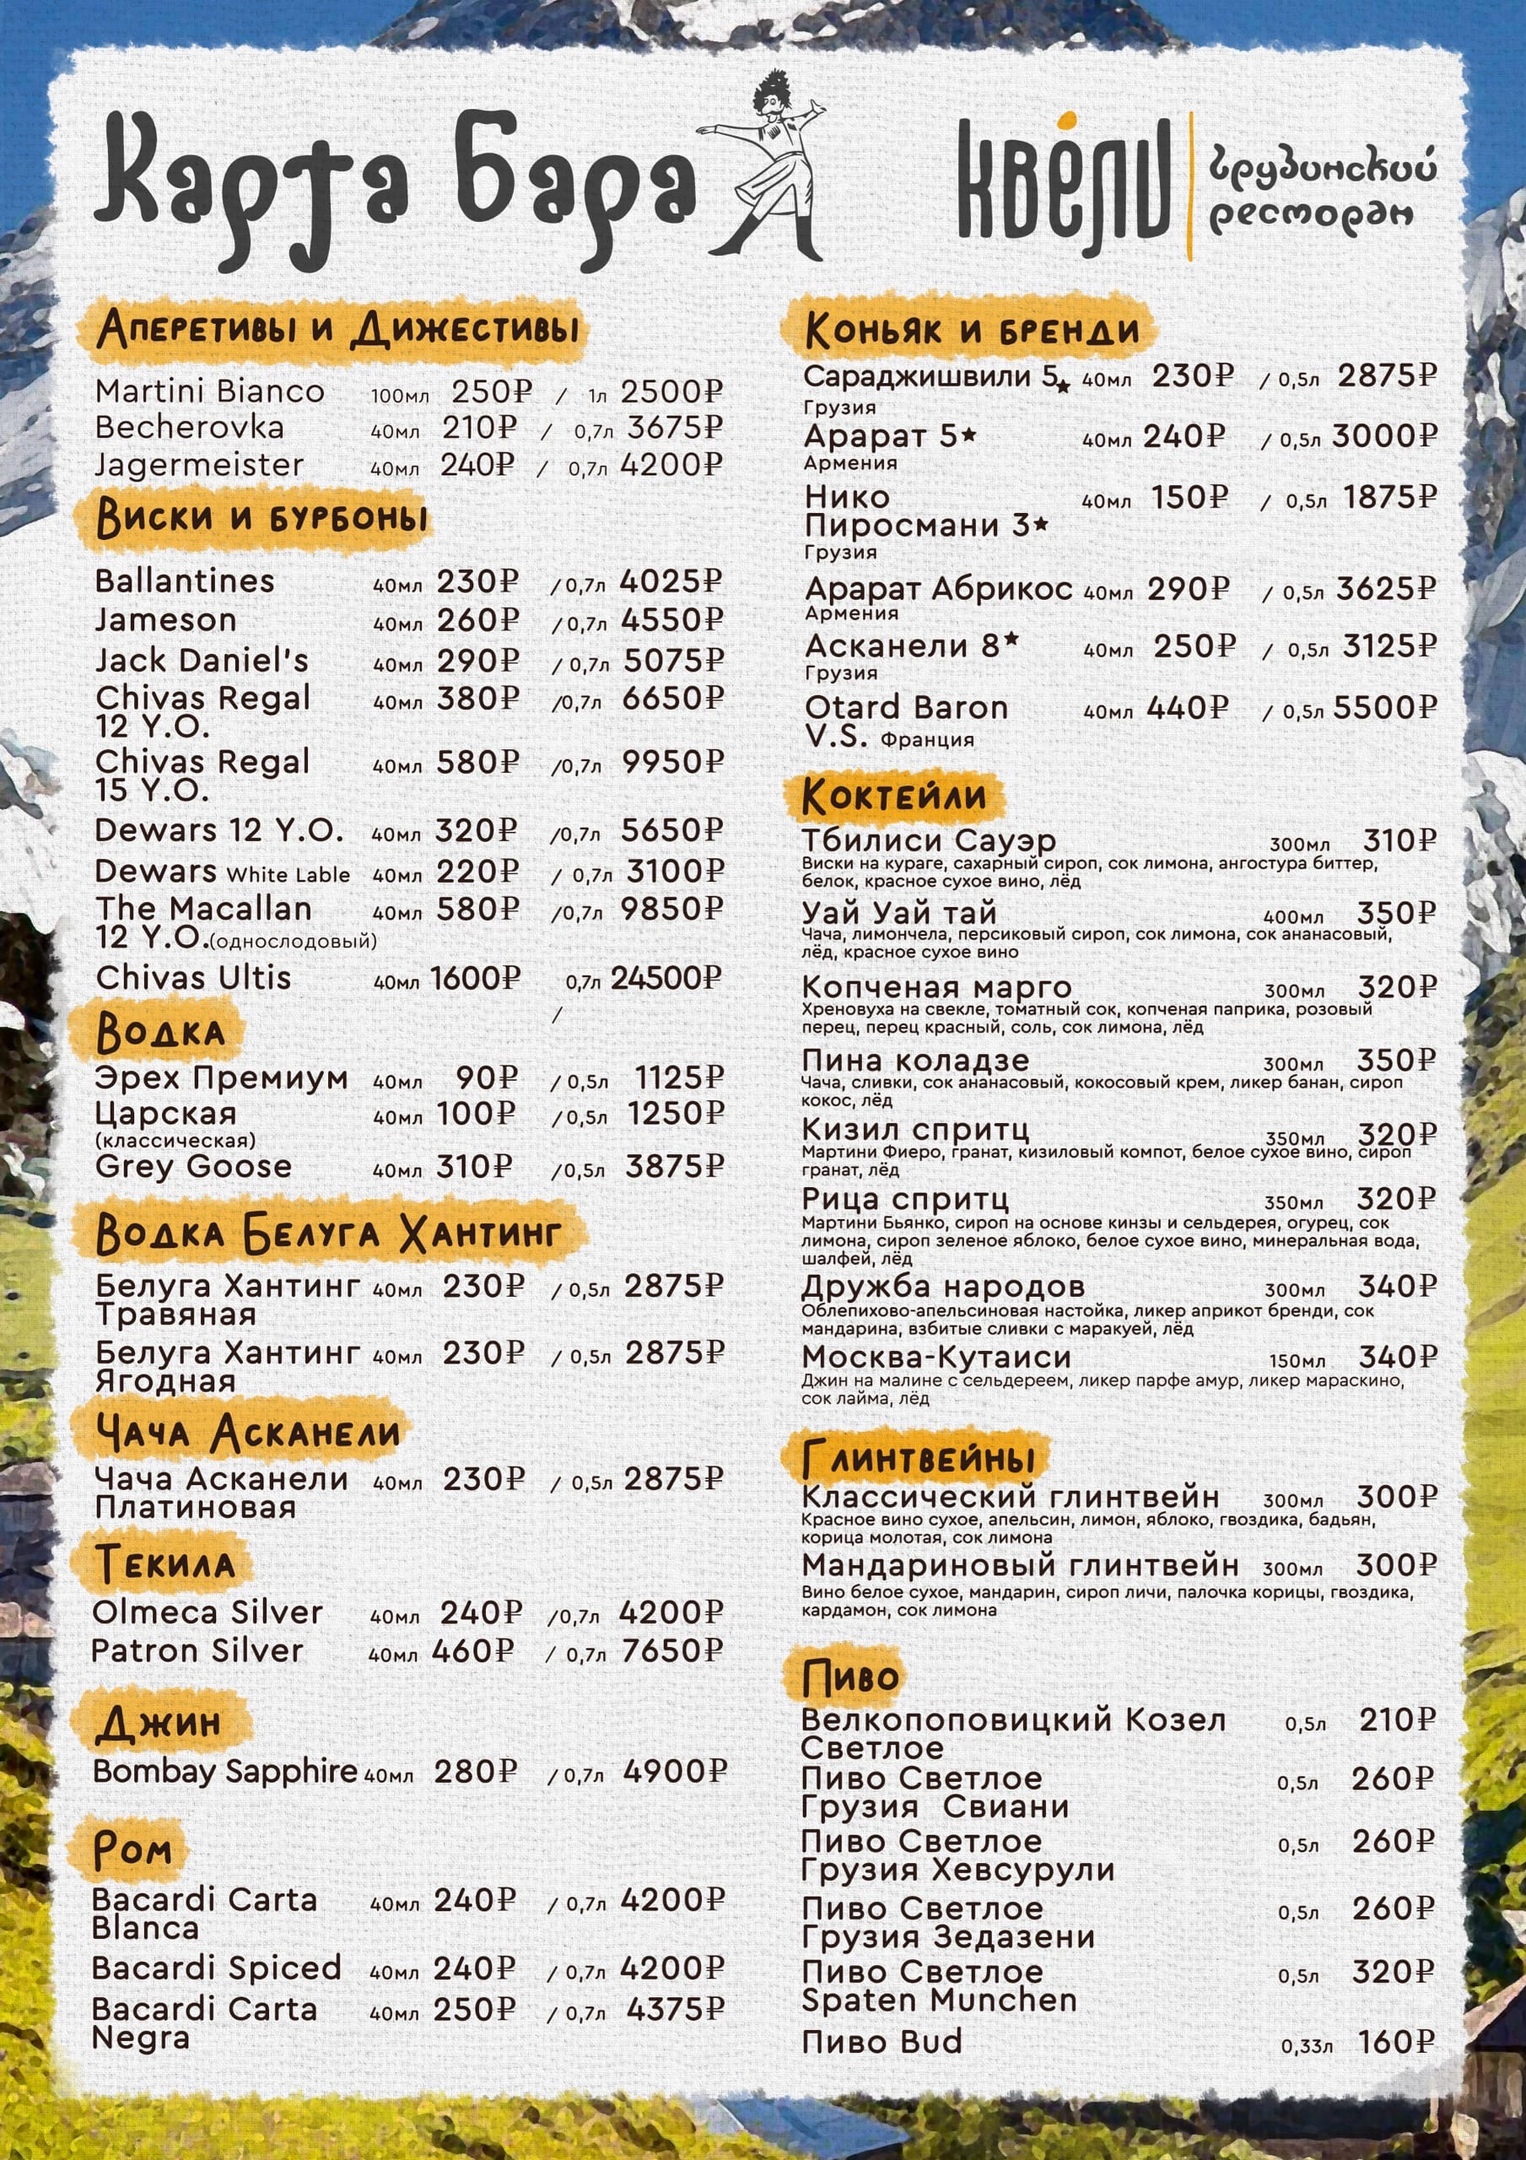 Карта Бара
квели
грузинский
ресторан
Аперетивы и Дижестивы
Martini Bianco 100мл 250₽ / 1л 2500₽
Becherovka 40мл 210₽ / 0,7л 3675₽
Jagermeister 40мл 240₽ / 0,7л 4200₽
Виски и бурбоны
Ballantines 40мл 230₽ / 0,7л 4025₽
Jameson 40мл 260₽ / 0,7л 4550₽
Jack Daniel's 40мл 290₽ / 0,7л 5075₽
Chivas Regal 40мл 380₽ /0,7л 6650₽
12 Y.O.
Chivas Regal 40мл 580₽ /0,7л 9950₽
15 Y.O.
Dewars 12 Y.O. 40мл 320₽ /0,7л 5650₽
Dewars White Lable 40мл 220₽ / 0,7л 3100₽
The Macallan 40мл 580₽ /0,7л 9850₽
12 Y.O.(однослодовый)
Chivas Ultis 40мл 1600₽ 0,7л 24500₽
/
Водка
Эрех Премиум 40мл 90₽ / 0,5л 1125₽
Царская 40мл 100₽ /0,5л 1250₽
(классическая)
Grey Goose 40мл 310₽ /0,5л 3875₽
Водка Белуга Хантинг
Белуга Хантинг 40мл 230₽ / 0,5л 2875₽
Травяная
Белуга Хантинг 40мл 230₽ / 0,5л 2875₽
Ягодная
Чача Асканели
Чача Асканели 40мл 230₽ / 0,5л 2875₽
Платиновая
Текила
Olmeca Silver 40мл 240₽ /0,7л 4200₽
Patron Silver 40мл 460₽ / 0,7л 7650₽
Джин
Bombay Sapphire 40мл 280₽ / 0,7л 4900₽
Ром
Bacardi Carta 40мл 240₽ / 0,7л 4200₽
Blanca
Bacardi Spiced 40мл 240₽ / 0,7л 4200₽
Bacardi Carta 40мл 250₽ / 0,7л 4375₽
Negra
Коньяк и бренди
Сараджишвили 5★ 40мл 230₽ / 0,5л 2875₽
Грузия
Арарат 5★ 40мл 240₽ / 0,5л 3000₽
Армения
Нико 40мл 150₽ / 0,5л 1875₽
Пиросмани 3★
Грузия
Арарат Абрикос 40мл 290₽ / 0,5л 3625₽
Армения
Асканели 8★ 40мл 250₽ / 0,5л 3125₽
Грузия
Otard Baron 40мл 440₽ / 0,5л 5500₽
V.S. Франция
Коктейли
Тбилиси Сауэр 300мл 310₽
Виски на кураге, сахарный сироп, сок лимона, ангостура биттер,
белок, красное сухое вино, лёд
Уай Уай тай 400мл 350₽
Чача, лимончела, персиковый сироп, сок лимона, сок ананасовый,
лёд, красное сухое вино
Копченая марго 300мл 320₽
Хреновуха на свекле, томатный сок, копченая паприка, розовый
перец, перец красный, соль, сок лимона, лёд
Пина коладзе 300мл 350₽
Чача, сливки, сок ананасовый, кокосовый крем, ликер банан, сироп
кокос, лёд
Кизил спритц 350мл 320₽
Мартини Фиеро, гранат, кизиловый компот, белое сухое вино, сироп
гранат, лёд
Рица спритц 350мл 320₽
Мартини Бьянко, сироп на основе кинзы и сельдерея, огурец, сок
лимона, сироп зеленое яблоко, белое сухое вино, минеральная вода,
шалфей, лёд
Дружба народов 300мл 340₽
Облепихово-апельсиновая настойка, ликер априкот бренди, сок
мандарина, взбитые сливки с маракуей, лёд
Москва-Кутаиси 150мл 340₽
Джин на малине с сельдереем, ликер парфе амур, ликер мараскино,
сок лайма, лёд
Глинтвейны
Классический глинтвейн 300мл 300₽
Красное вино сухое, апельсин, лимон, яблоко, гвоздика, бадьян,
корица молотая, сок лимона
Мандариновый глинтвейн 300мл 300₽
Вино белое сухое, мандарин, сироп личи, палочка корицы, гвоздика,
кардамон, сок лимона
Пиво
Велкопоповицкий Козел 0,5л 210₽
Светлое
Пиво Светлое 0,5л 260₽
Грузия Свиани
Пиво Светлое 0,5л 260₽
Грузия Хевсурули
Пиво Светлое 0,5л 260₽
Грузия Зедазени
Пиво Светлое 0,5л 320₽
Spaten Munchen
Пиво Bud 0,33л 160₽